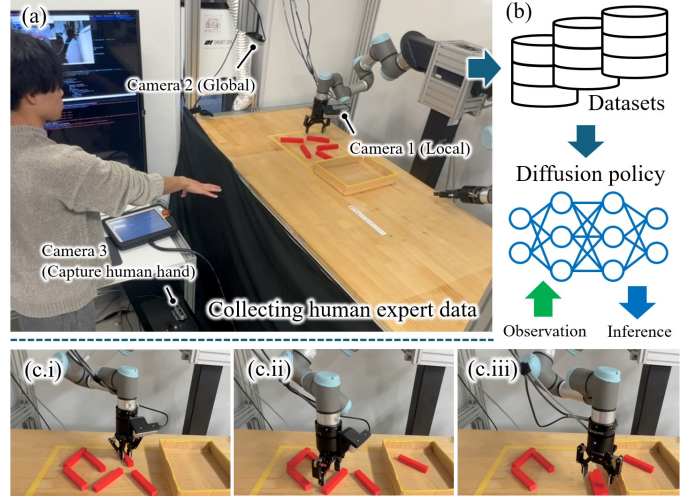 (a)
Camera 2 (Global)
Camera 1 (Local)
Camera 3
(Capture human hand)
Collecting human expert data
(b)
Datasets
Diffusion policy
Observation
Inference
(c.i)
(c.ii)
(c.iii)